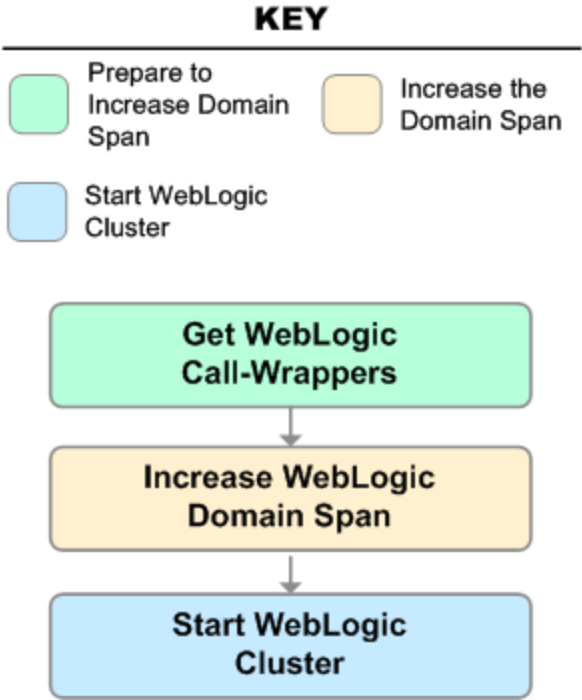 KEY
Prepare to
Increase Domain
Span
Increase the
Domain Span
Start WebLogic
Cluster
Get WebLogic
Call-Wrappers
Increase WebLogic
Domain Span
Start WebLogic
Cluster